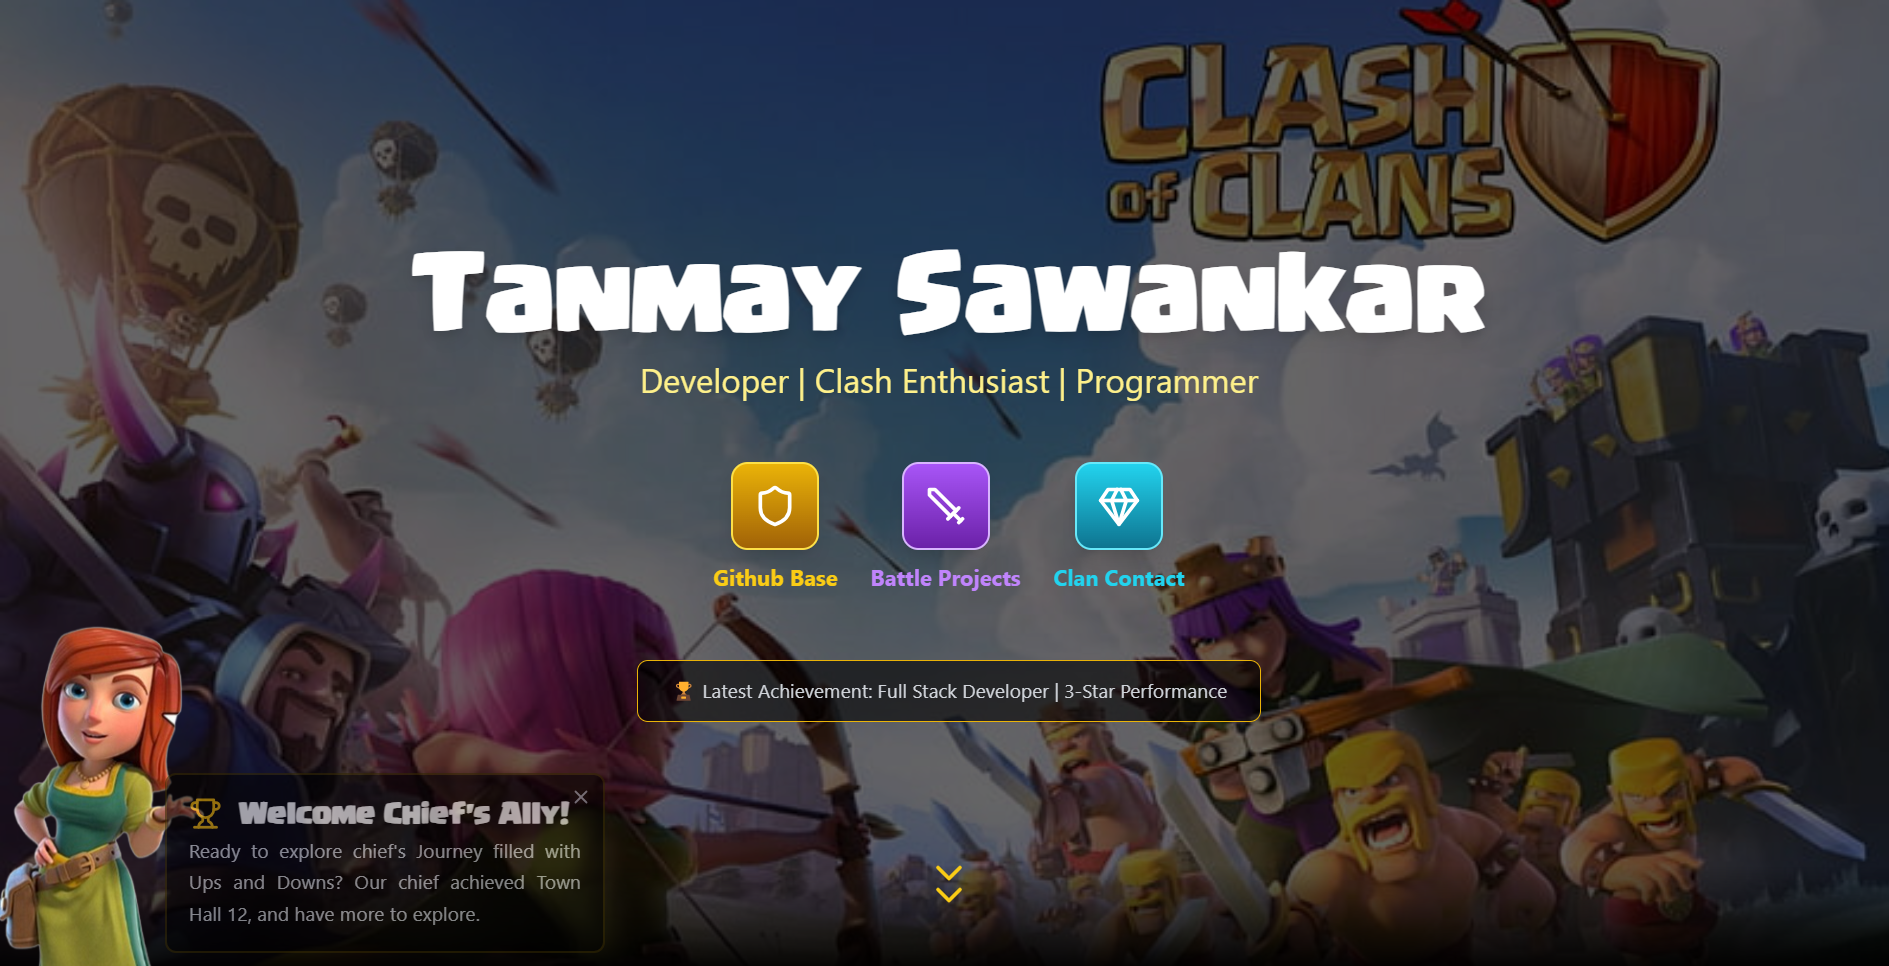 CLASH
OF CLANS
Tanmay Sawankar
Developer | Clash Enthusiast | Programmer
Github Base
Battle Projects
Clan Contact
🏆 Latest Achievement: Full Stack Developer | 3-Star Performance
Welcome Chief's Ally!
Ready to explore chief's Journey filled with
Ups and Downs? Our chief achieved Town
Hall 12, and have more to explore.